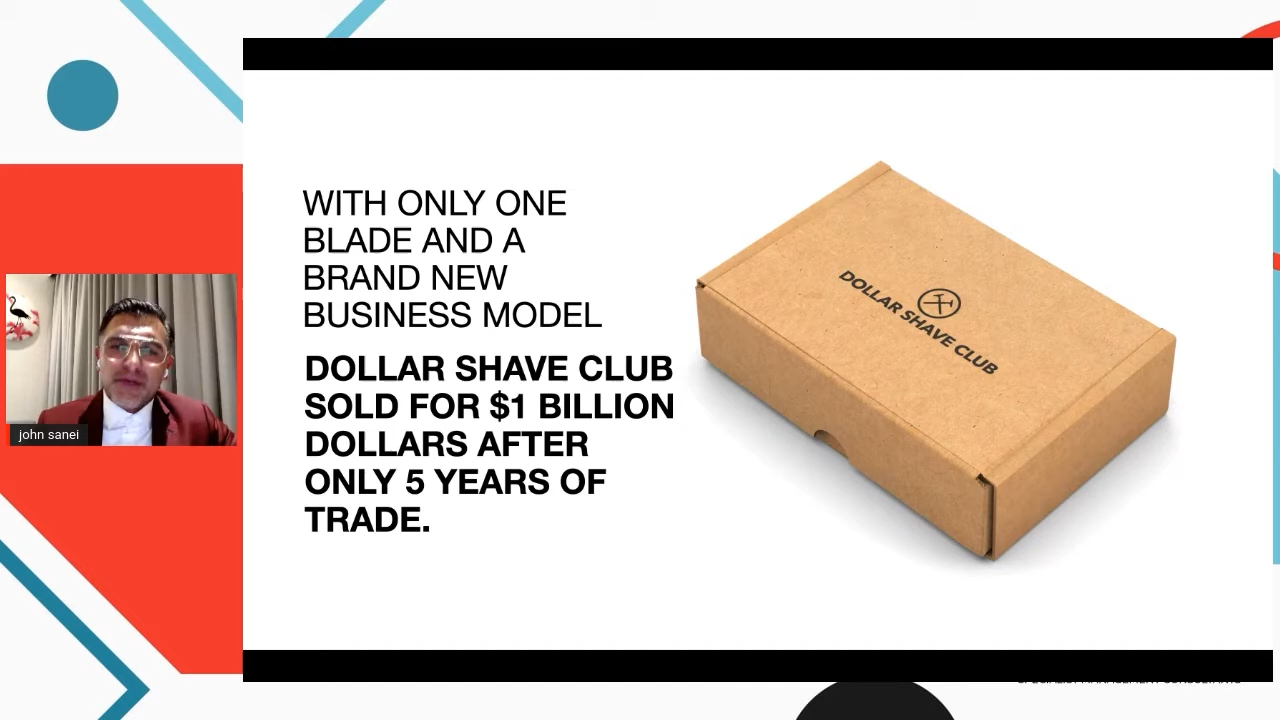 WITH ONLY ONE
BLADE AND A
BRAND NEW
BUSINESS MODEL
DOLLAR SHAVE CLUB
SOLD FOR $1 BILLION
DOLLARS AFTER
ONLY 5 YEARS OF
TRADE.
DOLLAR SHAVE CLUB
john sanei